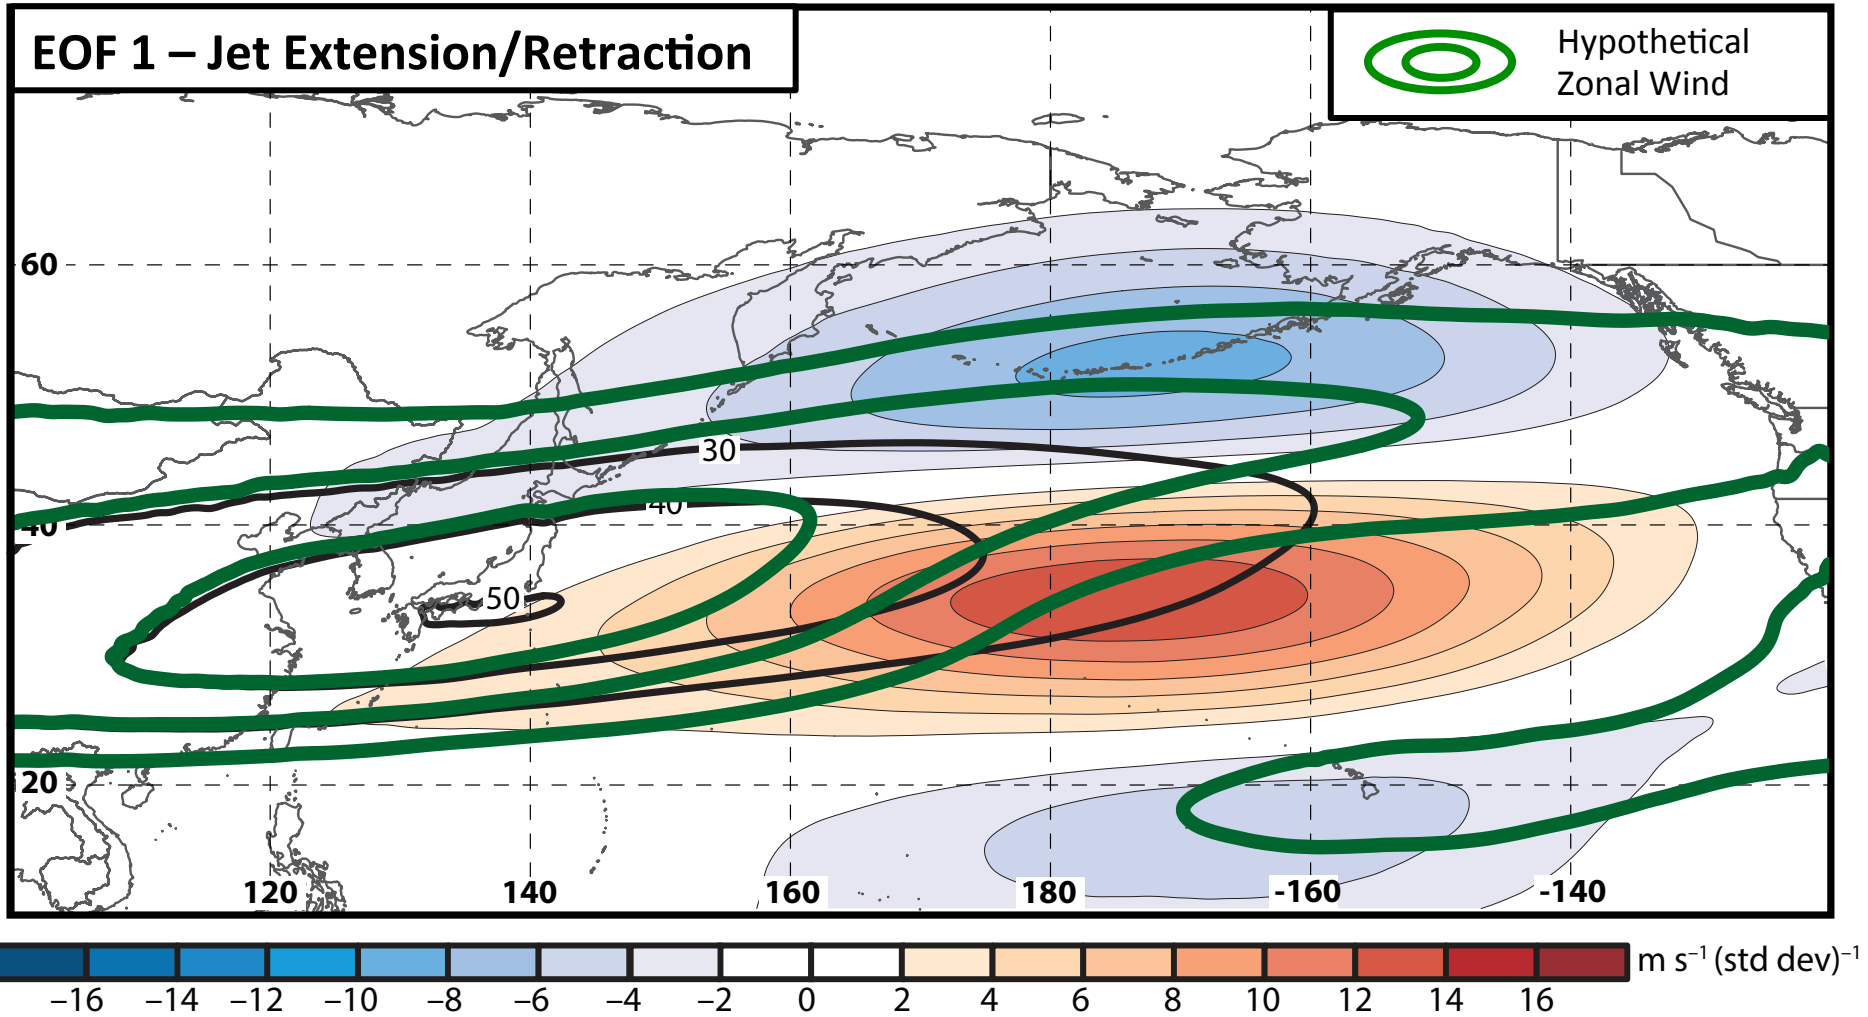 EOF 1 – Jet Extension/Retraction
Hypothetical
Zonal Wind
60
30
40
40
50
20
120 140 160 180 -160 -140
m s⁻¹ (std dev)⁻¹
−16 −14 −12 −10 −8 −6 −4 −2 0 2 4 6 8 10 12 14 16